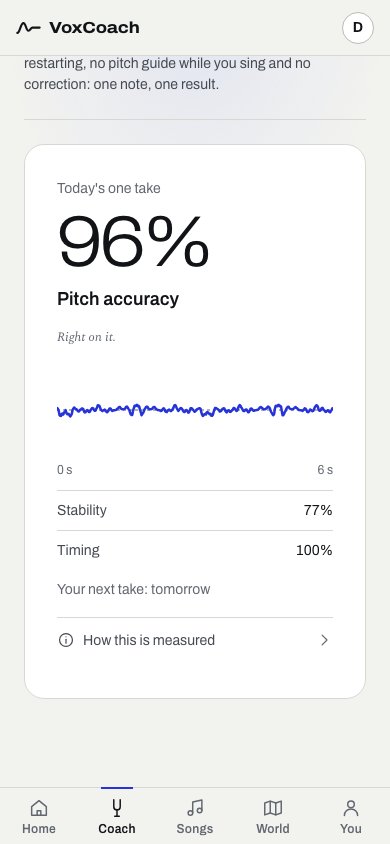 VoxCoach
D
restarting, no pitch guide while you sing and no
correction: one note, one result.
Today's one take
96%
Pitch accuracy
Right on it.
0 s
6 s
Stability
77%
Timing
100%
Your next take: tomorrow
How this is measured
Home
Coach
Songs
World
You